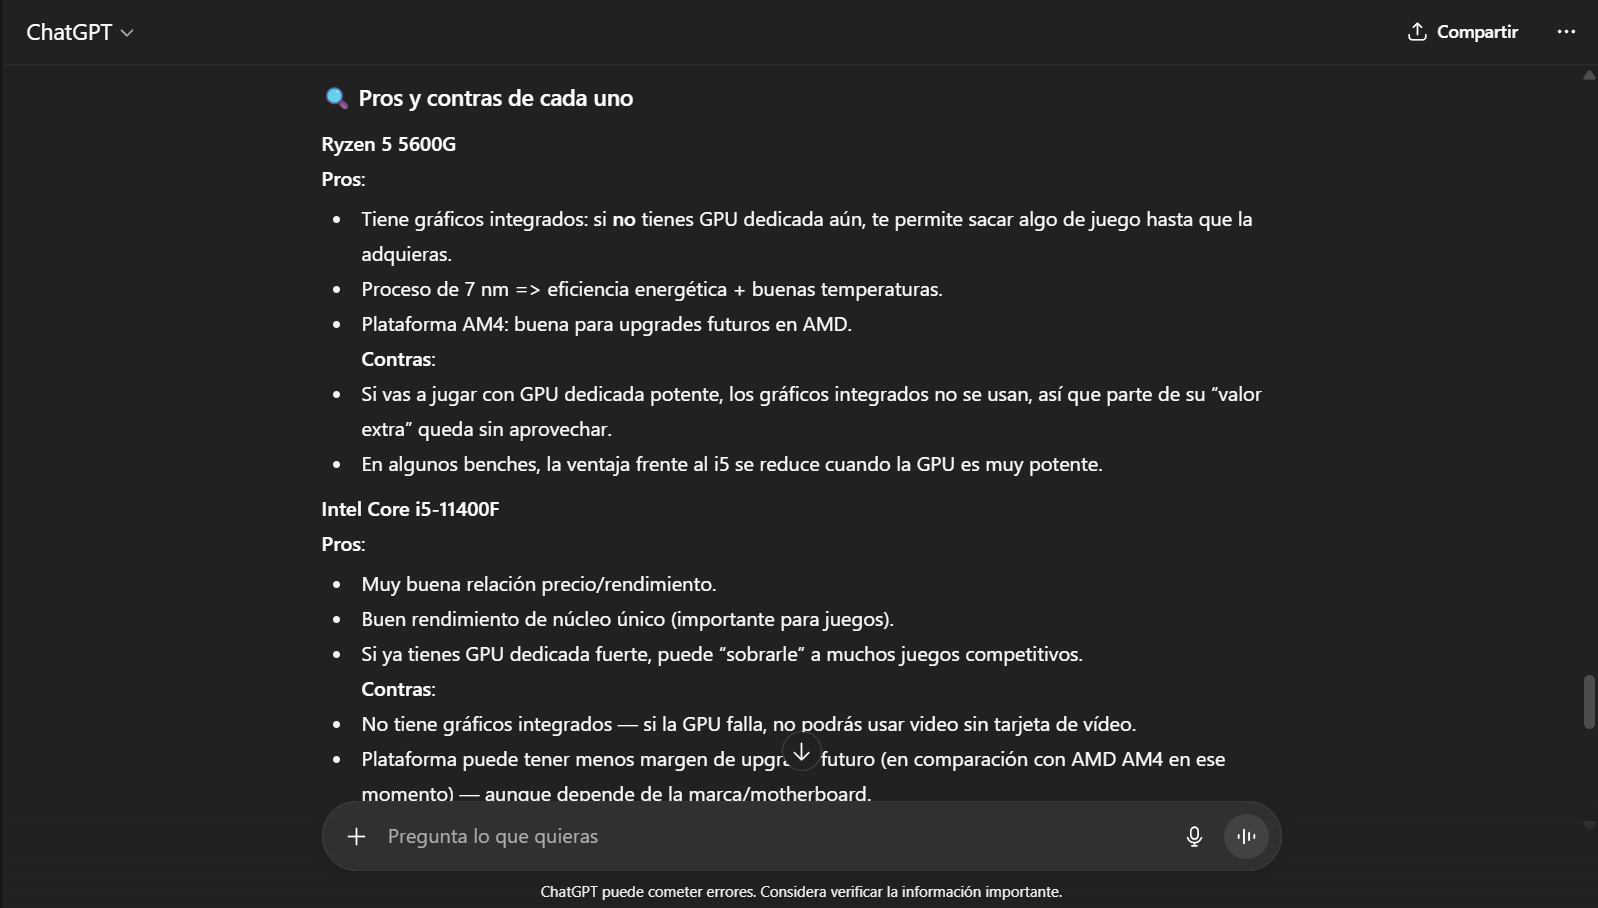 ChatGPT
Compartir
Pros y contras de cada uno
Ryzen 5 5600G
Pros:
Tiene gráficos integrados: si no tienes GPU dedicada aún, te permite sacar algo de juego hasta que la
adquieras.
Proceso de 7 nm => eficiencia energética + buenas temperaturas.
Plataforma AM4: buena para upgrades futuros en AMD.
Contras:
Si vas a jugar con GPU dedicada potente, los gráficos integrados no se usan, así que parte de su “valor
extra” queda sin aprovechar.
En algunos benches, la ventaja frente al i5 se reduce cuando la GPU es muy potente.
Intel Core i5-11400F
Pros:
Muy buena relación precio/rendimiento.
Buen rendimiento de núcleo único (importante para juegos).
Si ya tienes GPU dedicada fuerte, puede “sobrarle” a muchos juegos competitivos.
Contras:
No tiene gráficos integrados — si la GPU falla, no podrás usar video sin tarjeta de vídeo.
Plataforma puede tener menos margen de futuro (en comparación con AMD AM4 en ese
momento) — aunque depende de la marca/motherboard.
Pregunta lo que quieras
ChatGPT puede cometer errores. Considera verificar la información importante.